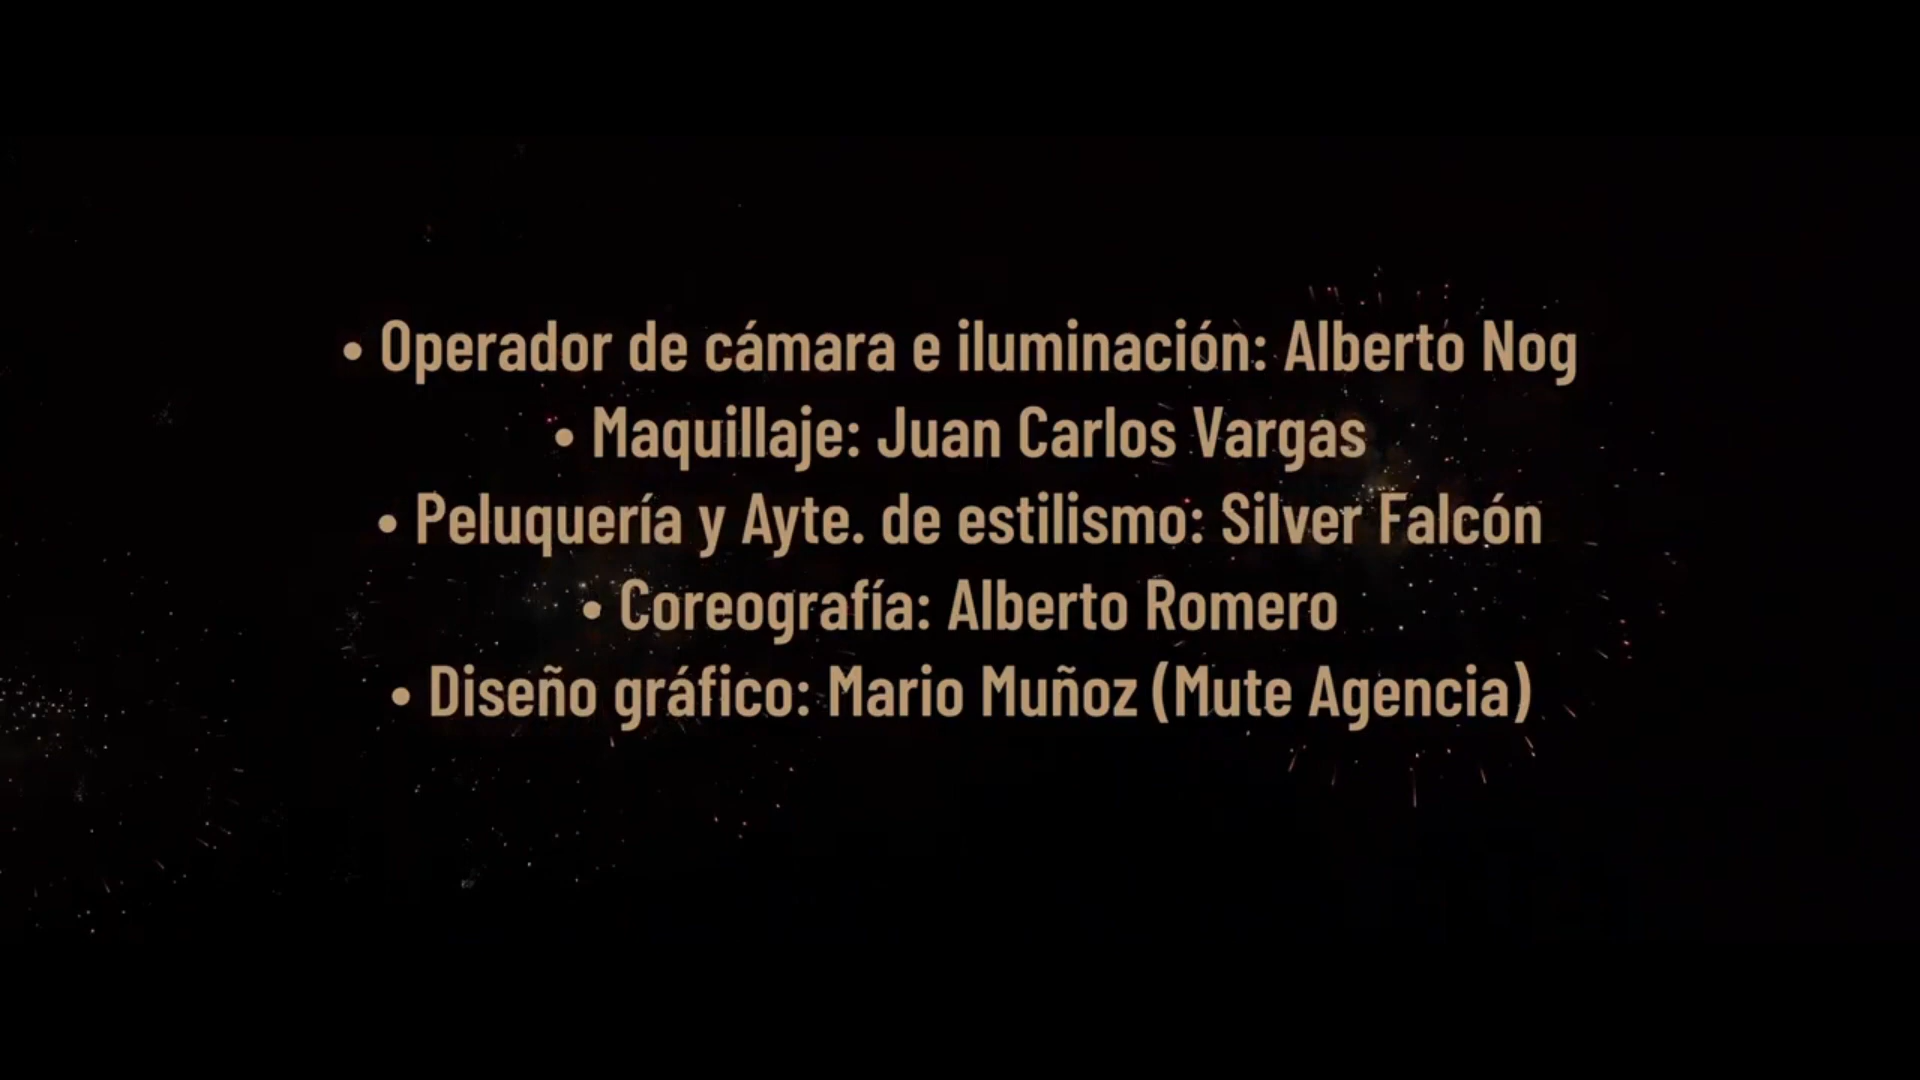 • Operador de cámara e iluminación: Alberto Nog
• Maquillaje: Juan Carlos Vargas
• Peluquería y Ayte. de estilismo: Silver Falcón
• Coreografía: Alberto Romero
• Diseño gráfico: Mario Muñoz (Mute Agencia)